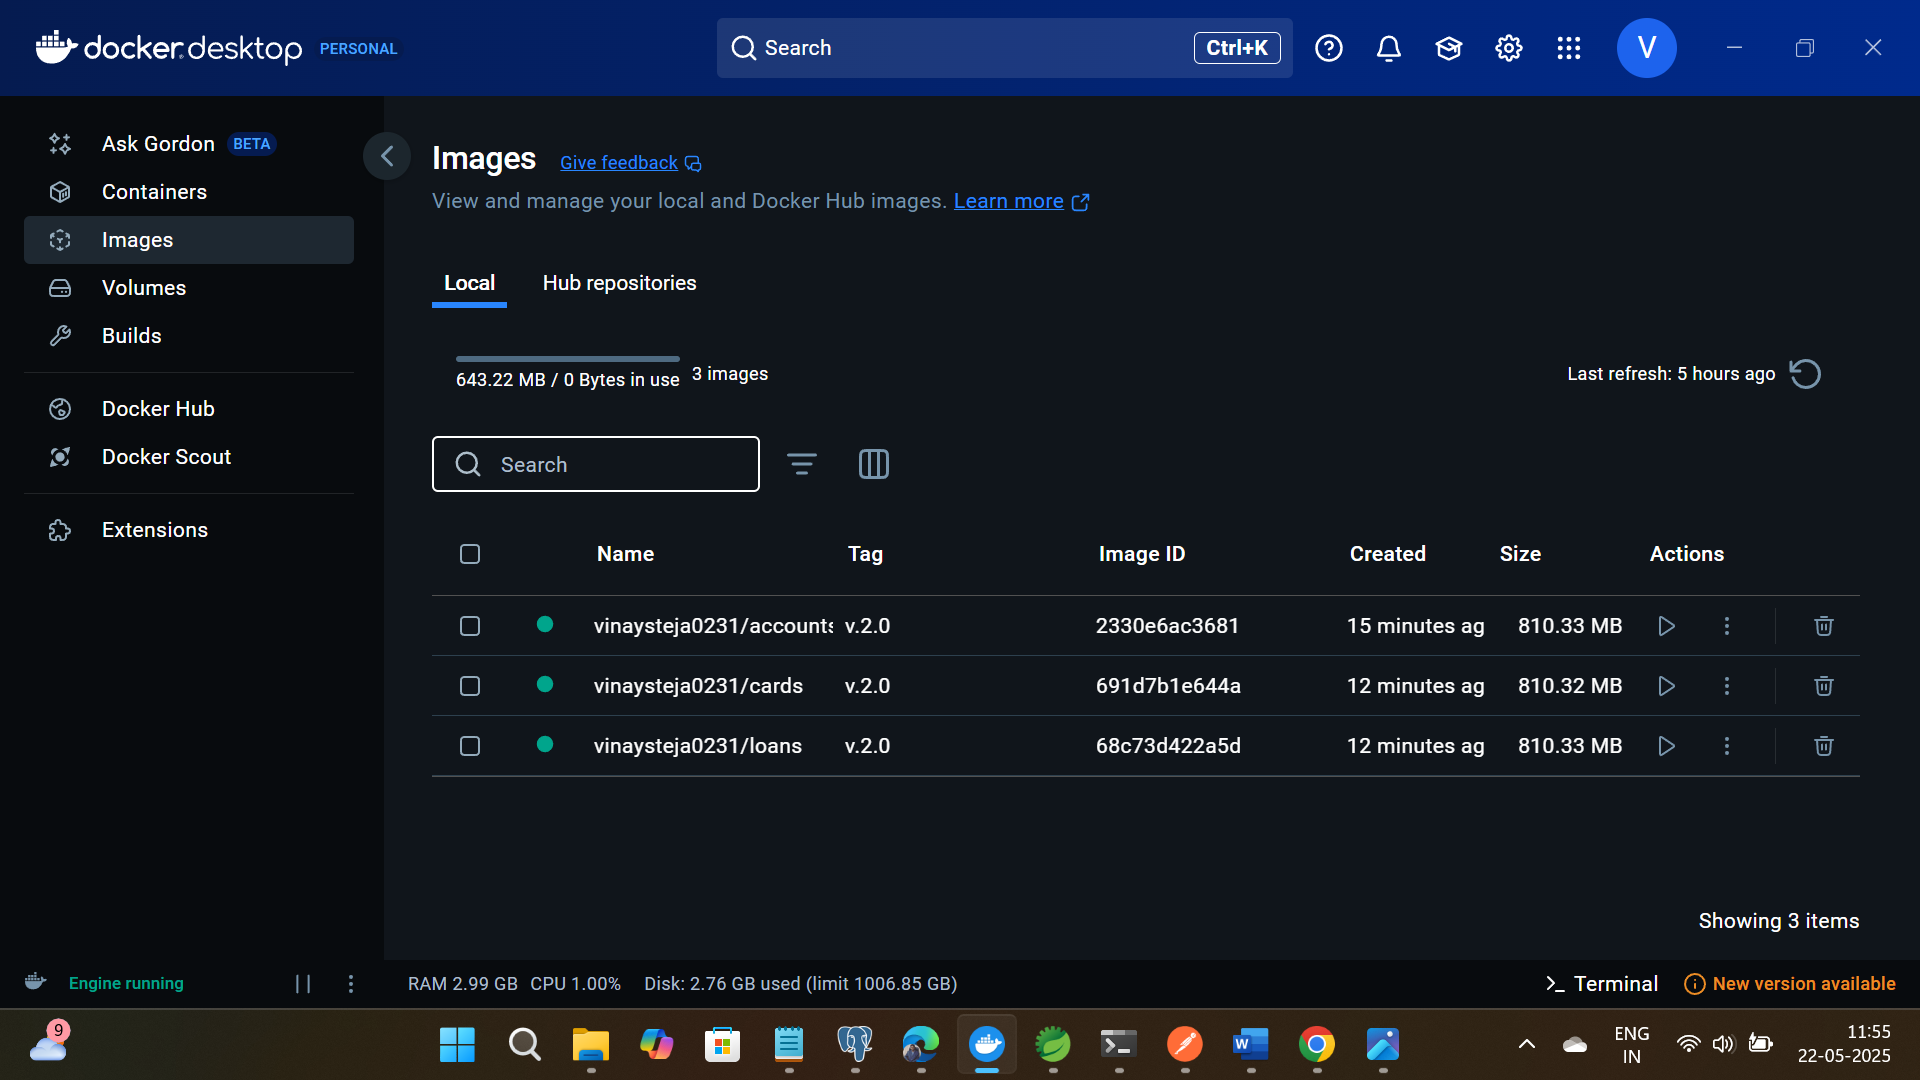 docker desktop PERSONAL
Search Ctrl+K
V
Ask Gordon BETA
Containers
Images
Volumes
Builds
Docker Hub
Docker Scout
Extensions
Images Give feedback
View and manage your local and Docker Hub images. Learn more
Local Hub repositories
643.22 MB / 0 Bytes in use 3 images
Last refresh: 5 hours ago
Search
Name Tag Image ID Created Size Actions
vinaysteja0231/accounts v.2.0 2330e6ac3681 15 minutes ag 810.33 MB
vinaysteja0231/cards v.2.0 691d7b1e644a 12 minutes ag 810.32 MB
vinaysteja0231/loans v.2.0 68c73d422a5d 12 minutes ag 810.33 MB
Showing 3 items
Engine running RAM 2.99 GB CPU 1.00% Disk: 2.76 GB used (limit 1006.85 GB) Terminal New version available
9
W
ENG
IN
11:55
22-05-2025